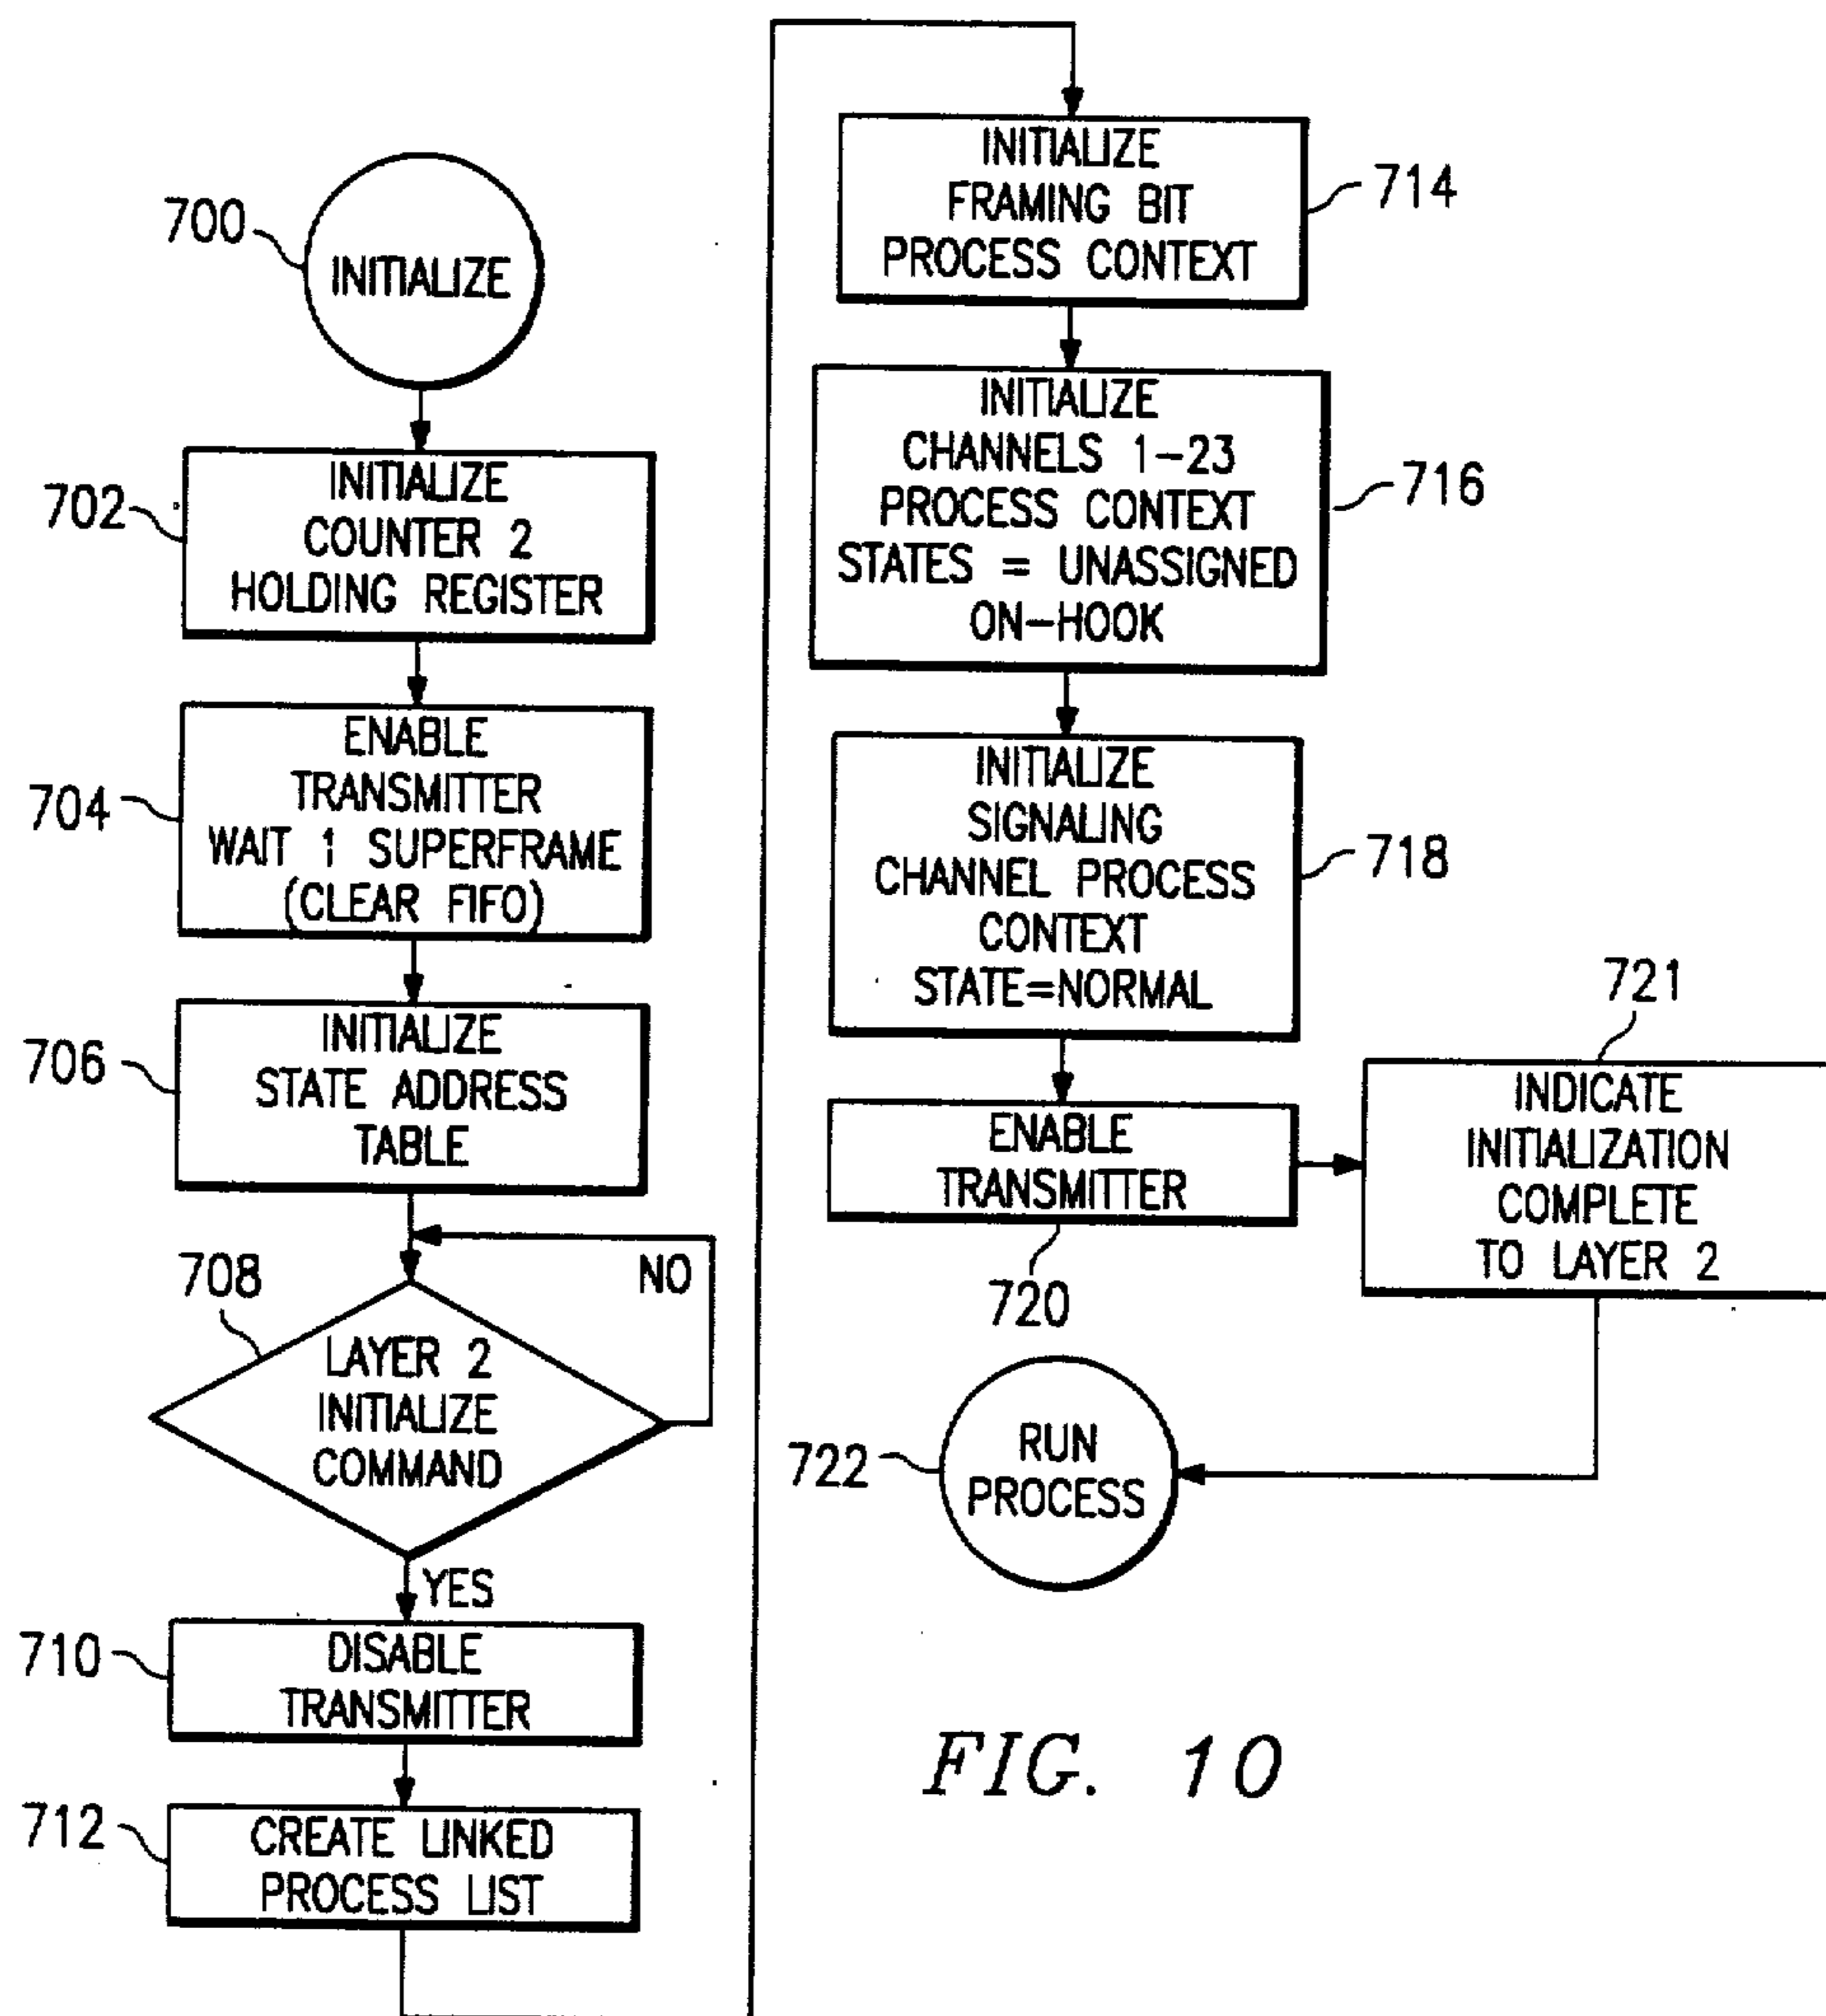 700
INITIALIZE
702
INITIALIZE
COUNTER 2
HOLDING REGISTER
704
ENABLE
TRANSMITTER
WAIT 1 SUPERFRAME
(CLEAR FIFO)
706
INITIALIZE
STATE ADDRESS
TABLE
NO
708
LAYER 2
INITIALIZE
COMMAND
YES
710
DISABLE
TRANSMITTER
712
CREATE LINKED
PROCESS LIST
INITIALIZE
FRAMING BIT
PROCESS CONTEXT
714
INITIALIZE
CHANNELS 1-23
PROCESS CONTEXT
STATES = UNASSIGNED
ON-HOOK
716
INITIALIZE
SIGNALING
CHANNEL PROCESS
CONTEXT
STATE=NORMAL
718
ENABLE
TRANSMITTER
720
721
INDICATE
INITIALIZATION
COMPLETE
TO LAYER 2
722
RUN
PROCESS
FIG. 10